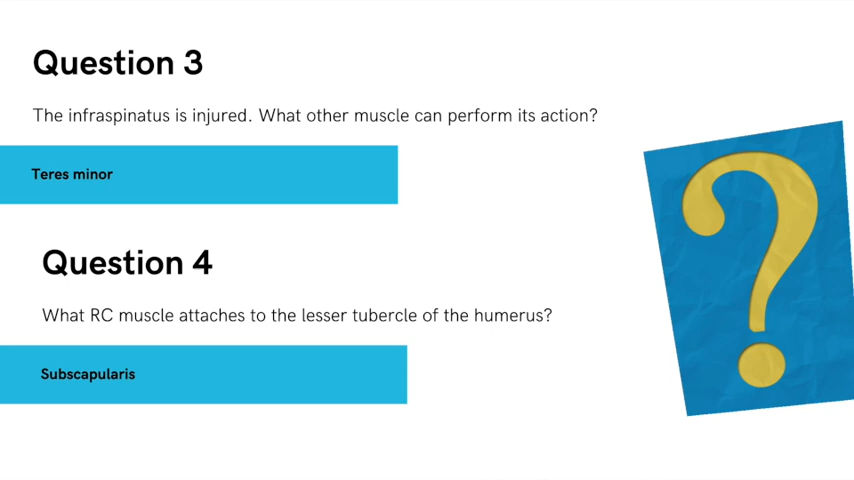 Question 3
The infraspinatus is injured. What other muscle can perform its action?
Teres minor
Question 4
What RC muscle attaches to the lesser tubercle of the humerus?
Subscapularis
?